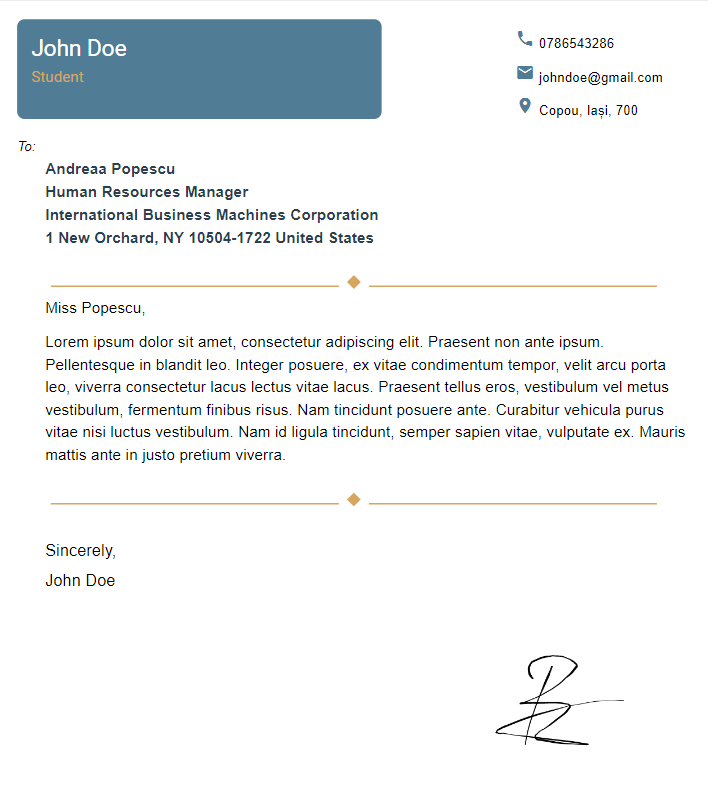 John Doe
Student
0786543286
johndoe@gmail.com
Copou, Iași, 700
To:
Andreaa Popescu
Human Resources Manager
International Business Machines Corporation
1 New Orchard, NY 10504-1722 United States
Miss Popescu,
Lorem ipsum dolor sit amet, consectetur adipiscing elit. Praesent non ante ipsum.
Pellentesque in blandit leo. Integer posuere, ex vitae condimentum tempor, velit arcu porta
leo, viverra consectetur lacus lectus vitae lacus. Praesent tellus eros, vestibulum vel metus
vestibulum, fermentum finibus risus. Nam tincidunt posuere ante. Curabitur vehicula purus
vitae nisi luctus vestibulum. Nam id ligula tincidunt, semper sapien vitae, vulputate ex. Mauris
mattis ante in justo pretium viverra.
Sincerely,
John Doe